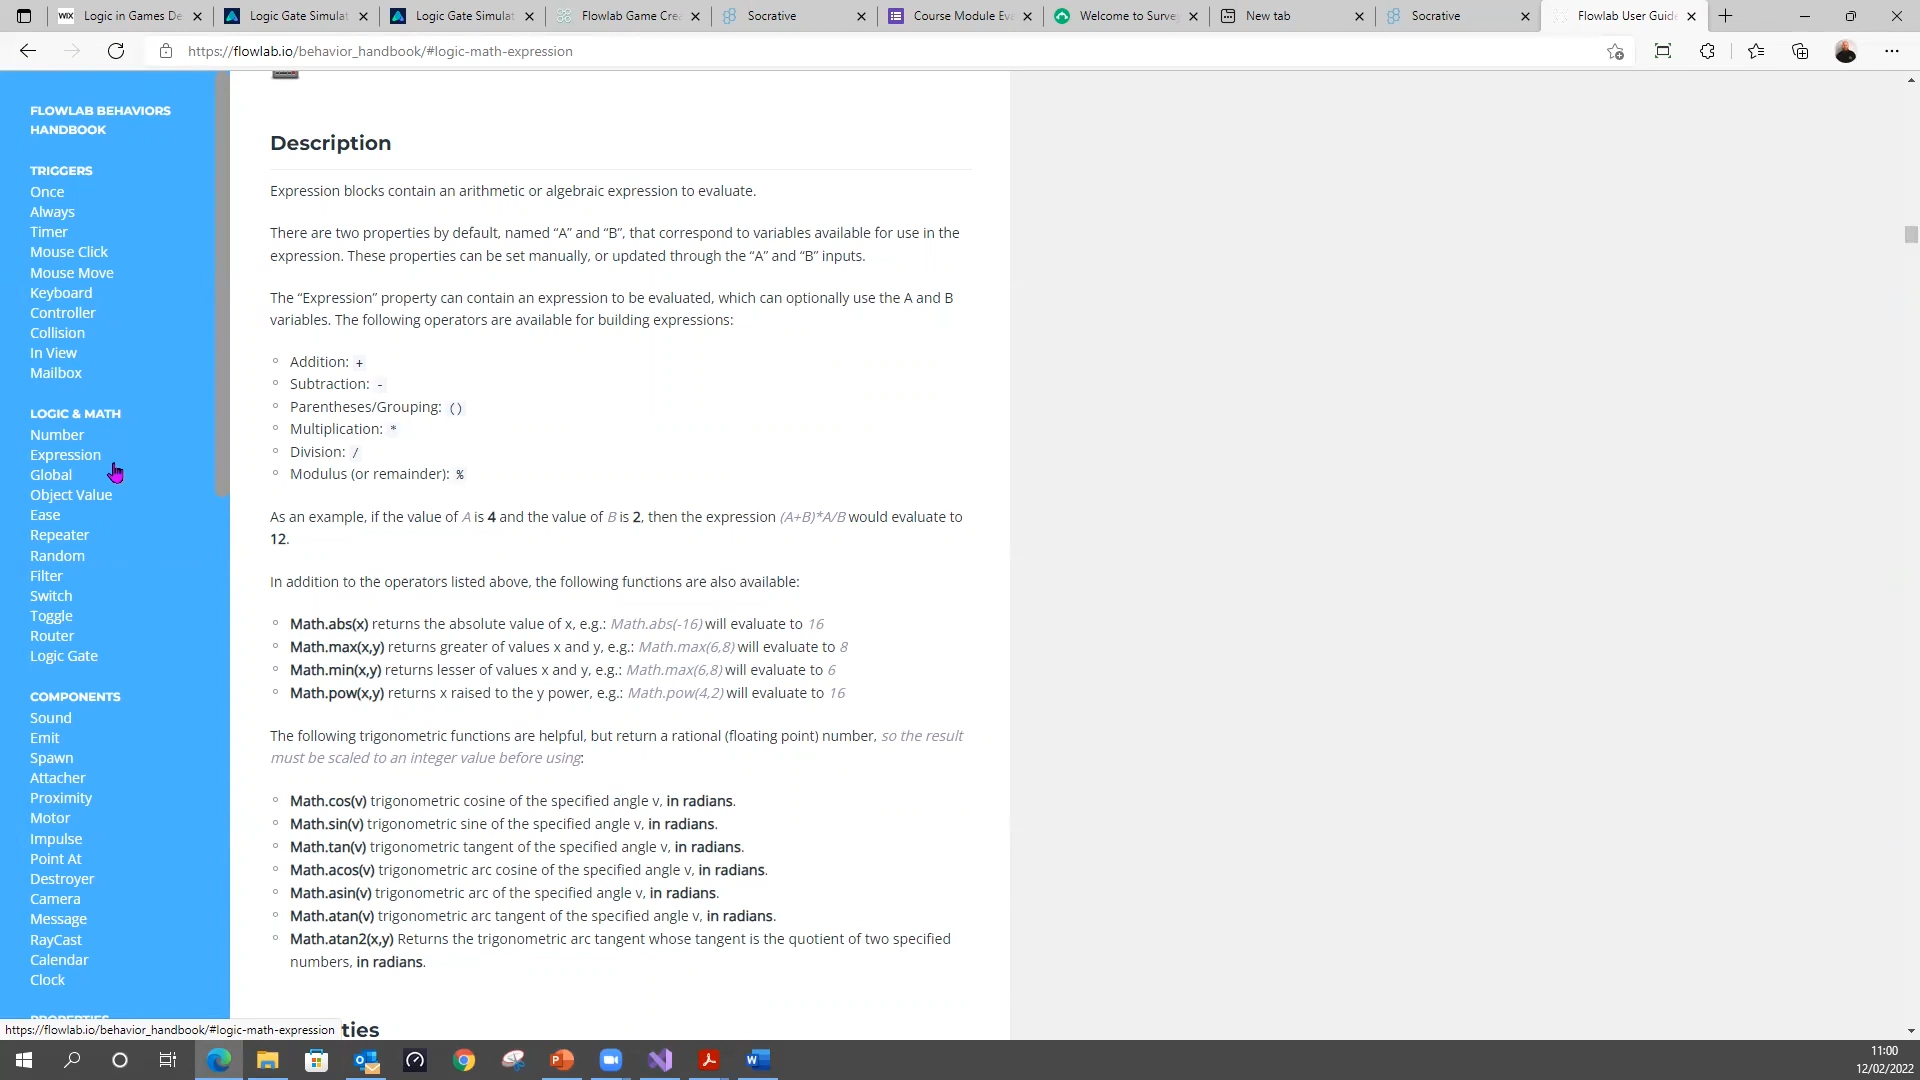 WIX Logic in Games De
Logic Gate Simulat
Logic Gate Simulat
Flowlab Game Cre
Socrative
Course Module Ev
Welcome to Surve
New tab
Socrative
Flowlab User Guid
https://flowlab.io/behavior_handbook/#logic-math-expression
FLOWLAB BEHAVIORS
HANDBOOK
TRIGGERS
Once
Always
Timer
Mouse Click
Mouse Move
Keyboard
Controller
Collision
In View
Mailbox
LOGIC & MATH
Number
Expression
Global
Object Value
Ease
Repeater
Random
Filter
Switch
Toggle
Router
Logic Gate
COMPONENTS
Sound
Emit
Spawn
Attacher
Proximity
Motor
Impulse
Point At
Destroyer
Camera
Message
RayCast
Calendar
Clock
PROPERTIES
https://flowlab.io/behavior_handbook/#logic-math-expression
Description
Expression blocks contain an arithmetic or algebraic expression to evaluate.
There are two properties by default, named “A” and “B”, that correspond to variables available for use in the
expression. These properties can be set manually, or updated through the “A” and “B” inputs.
The “Expression” property can contain an expression to be evaluated, which can optionally use the A and B
variables. The following operators are available for building expressions:
Addition: +
Subtraction: -
Parentheses/Grouping: ()
Multiplication: *
Division: /
Modulus (or remainder): %
As an example, if the value of A is 4 and the value of B is 2, then the expression (A+B)*A/B would evaluate to
12.
In addition to the operators listed above, the following functions are also available:
Math.abs(x) returns the absolute value of x, e.g.: Math.abs(-16) will evaluate to 16
Math.max(x,y) returns greater of values x and y, e.g.: Math.max(6,8) will evaluate to 8
Math.min(x,y) returns lesser of values x and y, e.g.: Math.max(6,8) will evaluate to 6
Math.pow(x,y) returns x raised to the y power, e.g.: Math.pow(4,2) will evaluate to 16
The following trigonometric functions are helpful, but return a rational (floating point) number, so the result
must be scaled to an integer value before using:
Math.cos(v) trigonometric cosine of the specified angle v, in radians.
Math.sin(v) trigonometric sine of the specified angle v, in radians.
Math.tan(v) trigonometric tangent of the specified angle v, in radians.
Math.acos(v) trigonometric arc cosine of the specified angle v, in radians.
Math.asin(v) trigonometric arc of the specified angle v, in radians.
Math.atan(v) trigonometric arc tangent of the specified angle v, in radians.
Math.atan2(x,y) Returns the trigonometric arc tangent whose tangent is the quotient of two specified
numbers, in radians.
ties
11:00
12/02/2022